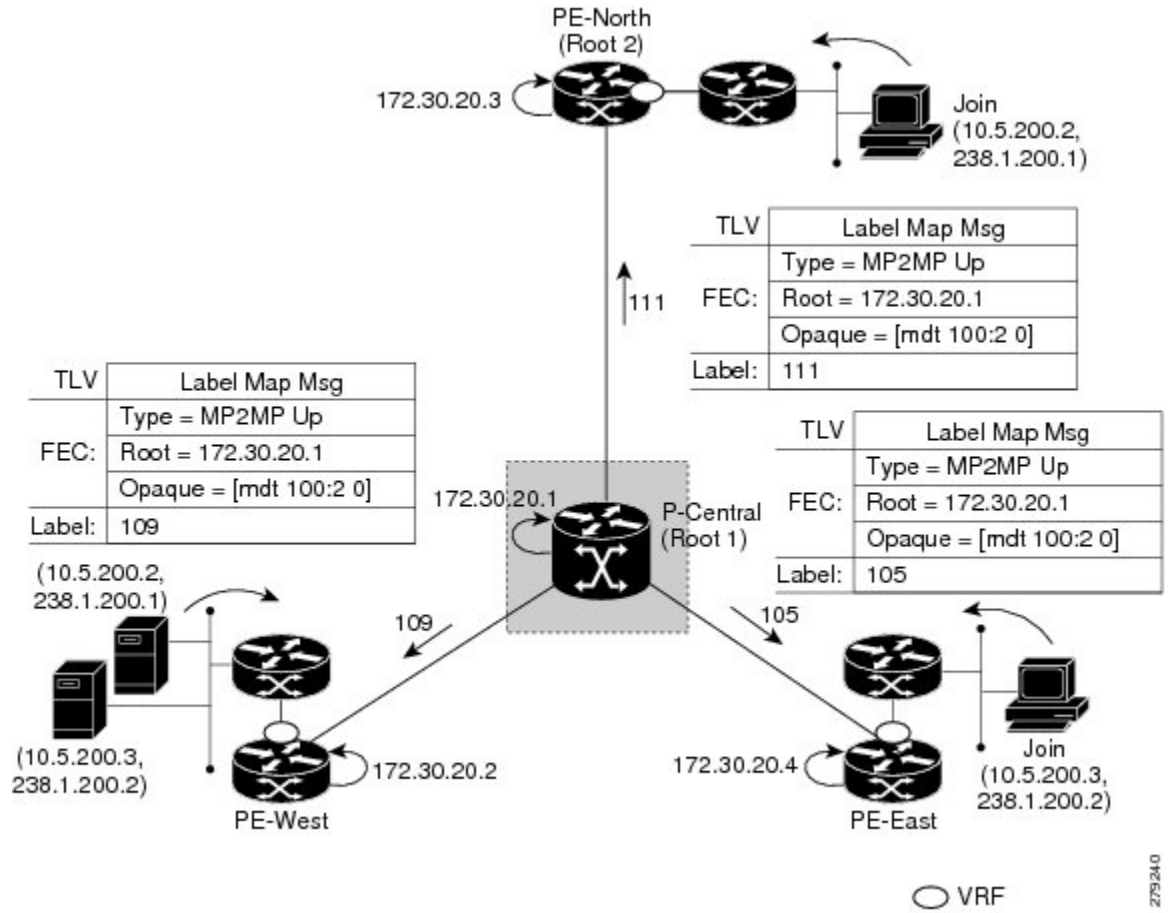 PE-North
(Root 2)
172.30.20.3
Join
(10.5.200.2,
238.1.200.1)
TLV
Label Map Msg
Type = MP2MP Up
FEC:
Root = 172.30.20.1
Opaque = [mdt 100:2 0]
Label:
111
111
TLV
Label Map Msg
Type = MP2MP Up
FEC:
Root = 172.30.20.1
Opaque = [mdt 100:2 0]
Label:
109
TLV
Label Map Msg
Type = MP2MP Up
FEC:
Root = 172.30.20.1
Opaque = [mdt 100:2 0]
Label:
105
172.30.20.1
P-Central
(Root 1)
(10.5.200.2,
238.1.200.1)
109
105
(10.5.200.3,
238.1.200.2)
172.30.20.2
PE-West
172.30.20.4
PE-East
Join
(10.5.200.3,
238.1.200.2)
VRF
279240